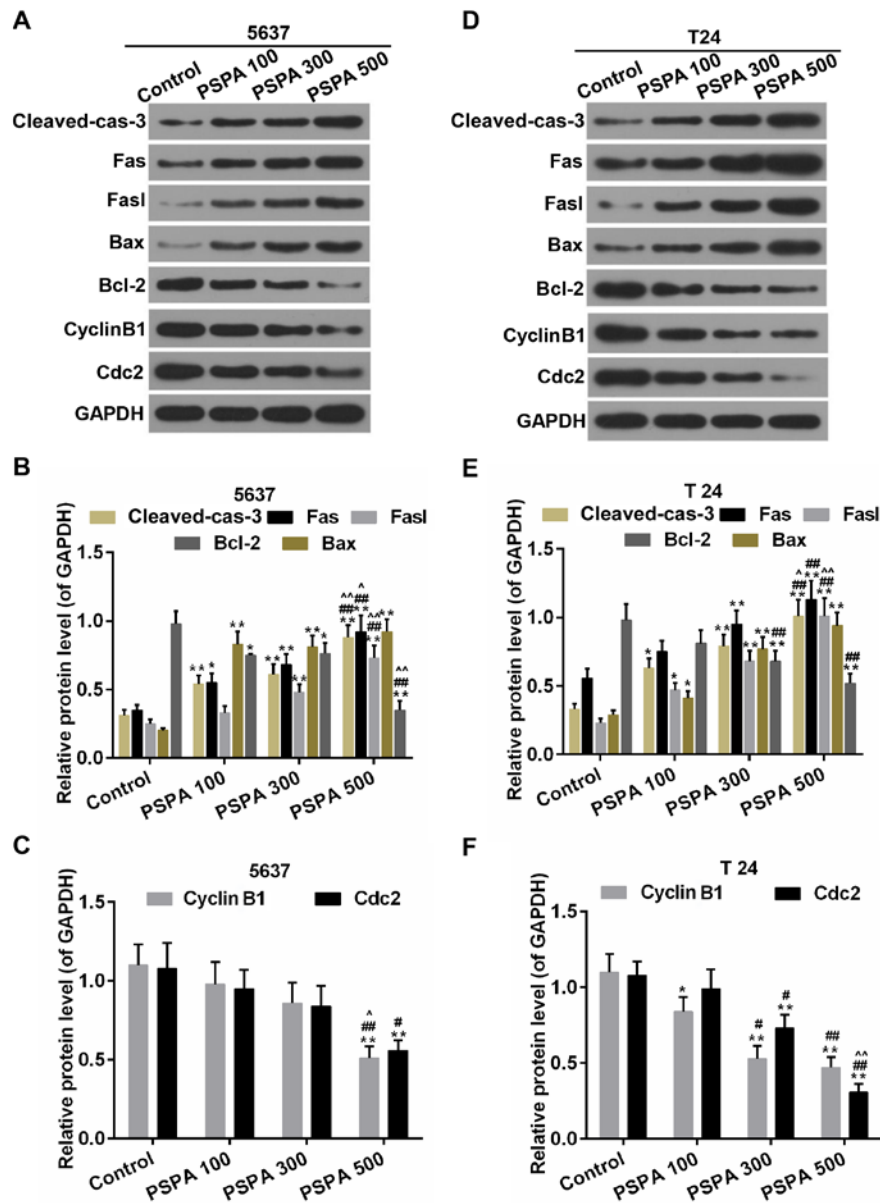 A
5637
Control PSPA 100 PSPA 300 PSPA 500
Cleaved-cas-3
Fas
Fasl
Bax
Bcl-2
CyclinB1
Cdc2
GAPDH
B
5637
Cleaved-cas-3 Fas Fasl
Bcl-2 Bax
Relative protein level (of GAPDH)
1.5
1.0
0.5
0.0
** * ** *
** ** ** ** *
^^ ## ** ^ ## ** ^^ ## ** ** ^^ ## **
Control PSPA 100 PSPA 300 PSPA 500
C
5637
Cyclin B1 Cdc2
Relative protein level (of GAPDH)
1.5
1.0
0.5
0.0
^ ## ** # **
Control PSPA 100 PSPA 300 PSPA 500
D
T24
Control PSPA 100 PSPA 300 PSPA 500
Cleaved-cas-3
Fas
Fasl
Bax
Bcl-2
CyclinB1
Cdc2
GAPDH
E
T 24
Cleaved-cas-3 Fas Fasl
Bcl-2 Bax
Relative protein level (of GAPDH)
1.5
1.0
0.5
0.0
* * *
** ** ** ** ## **
^ ## ** ## ** ^^ ## ** ** ## **
Control PSPA 100 PSPA 300 PSPA 500
F
T 24
Cyclin B1 Cdc2
Relative protein level (of GAPDH)
1.5
1.0
0.5
0.0
*
# ** # **
## ** ^^ ## **
Control PSPA 100 PSPA 300 PSPA 500